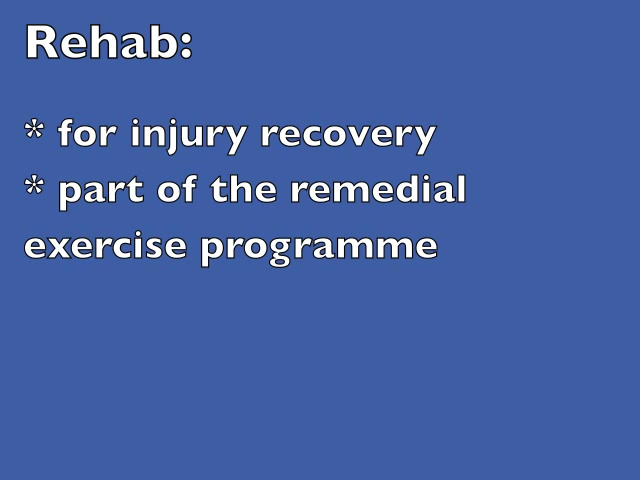 Rehab:
* for injury recovery
* part of the remedial
exercise programme